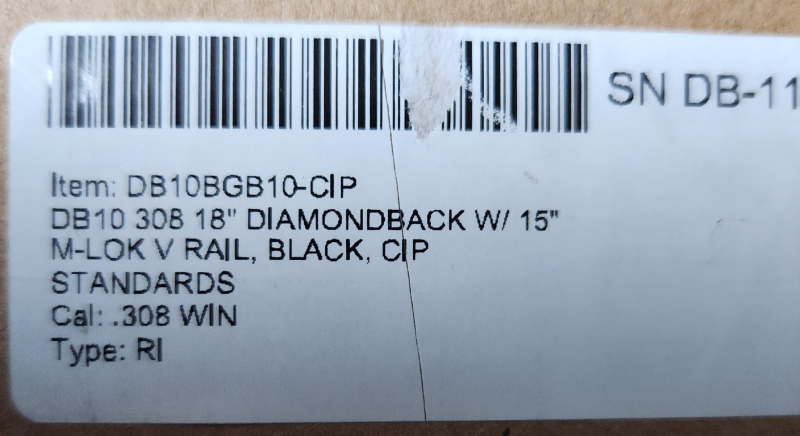 SN DB-11
Item: DB10BGB10-CIP
DB10 308 18" DIAMONDBACK W/ 15"
M-LOK V RAIL, BLACK, CIP
STANDARDS
Cal: .308 WIN
Type: RI